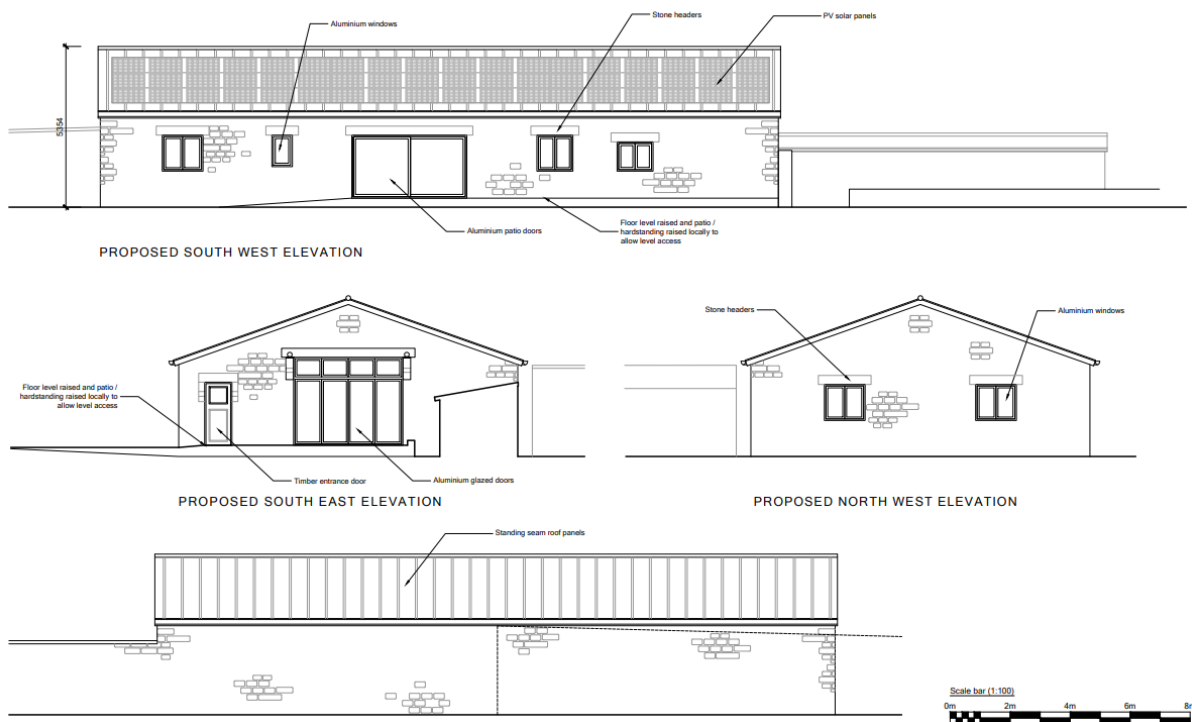 Aluminium windows
Stone headers
PV solar panels
5354
Aluminium patio doors
Floor level raised and patio /
hardstanding raised locally to
allow level access
PROPOSED SOUTH WEST ELEVATION
Floor level raised and patio /
hardstanding raised locally to
allow level access
Timber entrance door
Aluminium glazed doors
PROPOSED SOUTH EAST ELEVATION
Stone headers
Aluminium windows
PROPOSED NORTH WEST ELEVATION
Standing seam roof panels
Scale bar (1:100)
0m 2m 4m 6m 8m